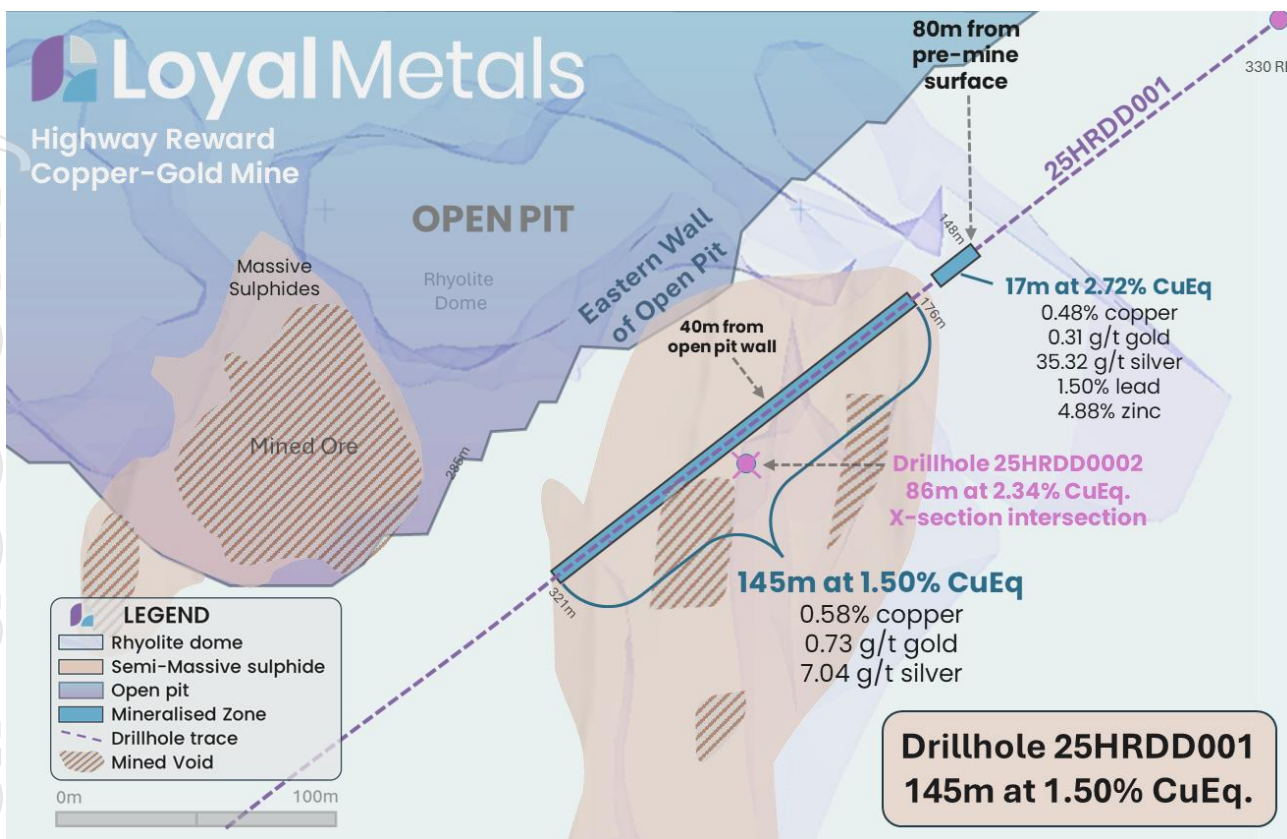 Loyal Metals
Highway Reward
Copper-Gold Mine
80m from
pre-mine
surface
25HRDD001
OPEN PIT
Rhyolite
Dome
Massive
Sulphides
Eastern Wall
of Open Pit
148m
17m at 2.72% CuEq
0.48% copper
0.31 g/t gold
35.32 g/t silver
1.50% lead
4.88% zinc
176m
40m from
open pit wall
Mined Ore
285m
Drillhole 25HRDD0002
86m at 2.34% CuEq.
X-section intersection
321m
145m at 1.50% CuEq
0.58% copper
0.73 g/t gold
7.04 g/t silver
LEGEND
Rhyolite dome
Semi-Massive sulphide
Open pit
Mineralised Zone
Drillhole trace
Mined Void
0m 100m
Drillhole 25HRDD001
145m at 1.50% CuEq.